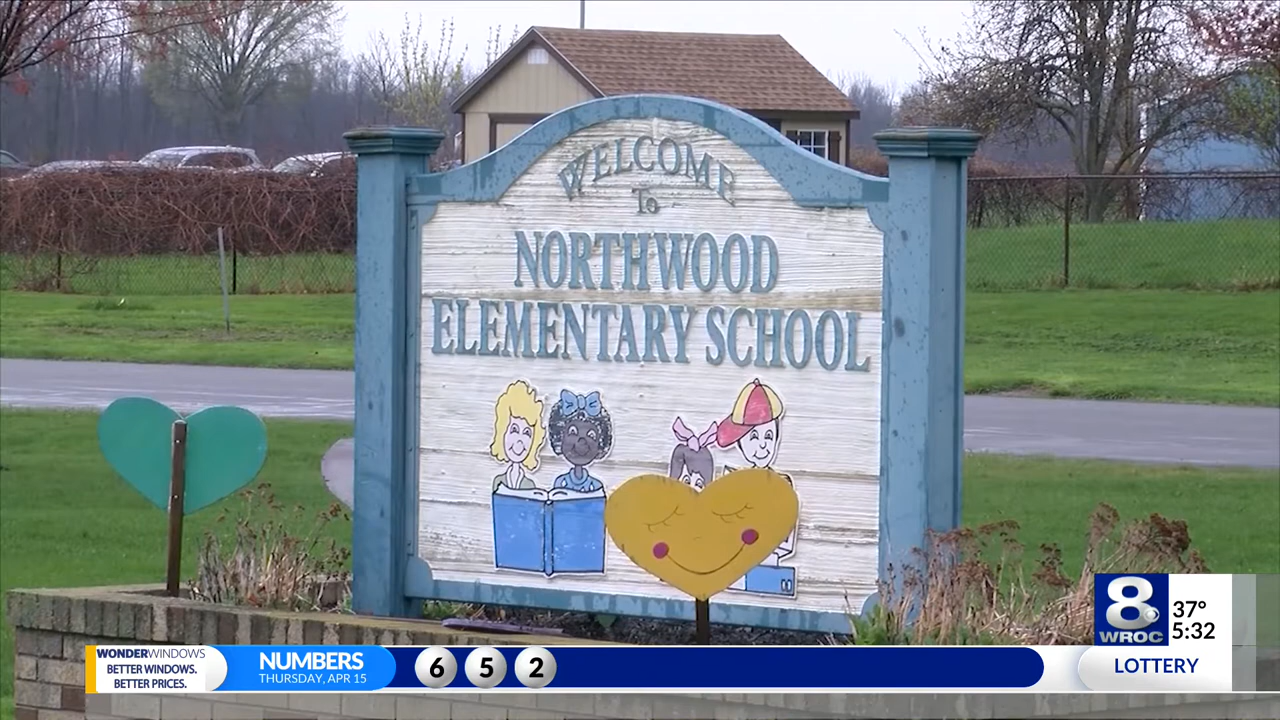 WELCOME
To
NORTHWOOD
ELEMENTARY SCHOOL
8
WROC
37°
5:32
WONDERWINDOWS
BETTER WINDOWS.
BETTER PRICES.
NUMBERS
THURSDAY, APR 15
6 5 2
LOTTERY